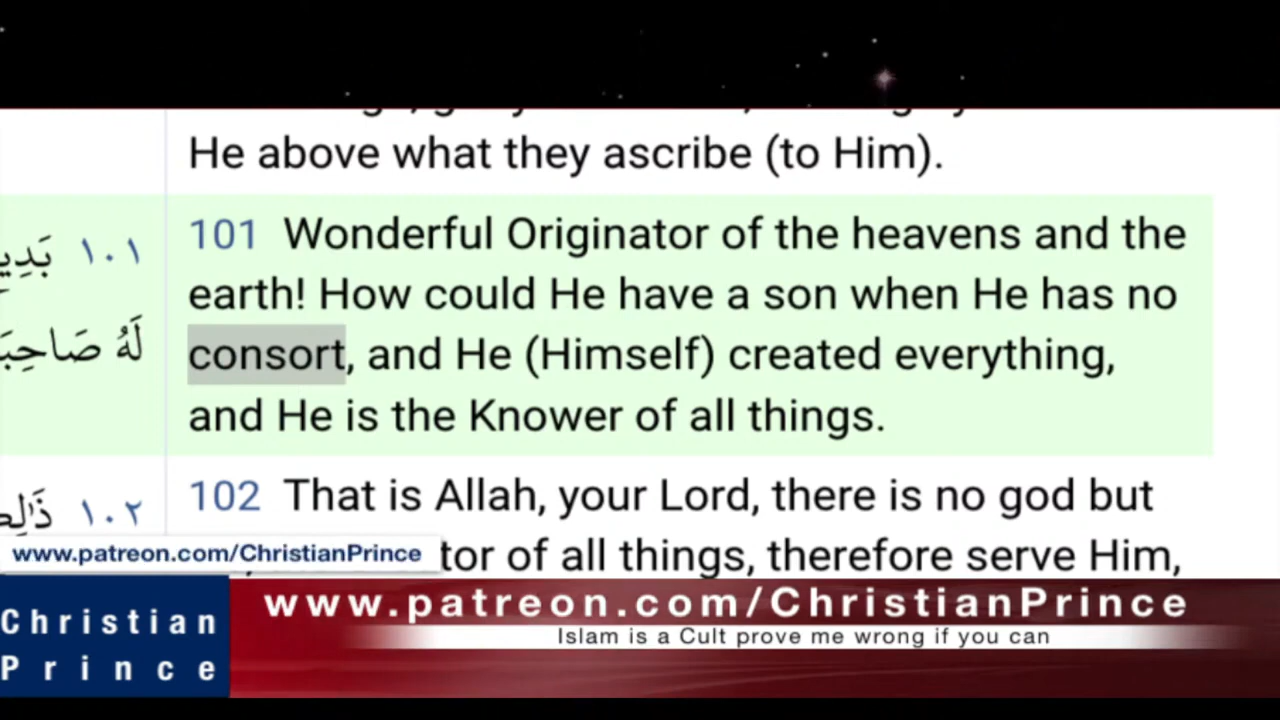 He above what they ascribe (to Him).
101 Wonderful Originator of the heavens and the
earth! How could He have a son when He has no
consort, and He (Himself) created everything,
and He is the Knower of all things.
١٠١
لَهُ
102 That is Allah, your Lord, there is no god but
tor of all things, therefore serve Him,
١٠٢
www.patreon.com/ChristianPrince
Christian
Prince
www.patreon.com/ChristianPrince
Islam is a Cult prove me wrong if you can